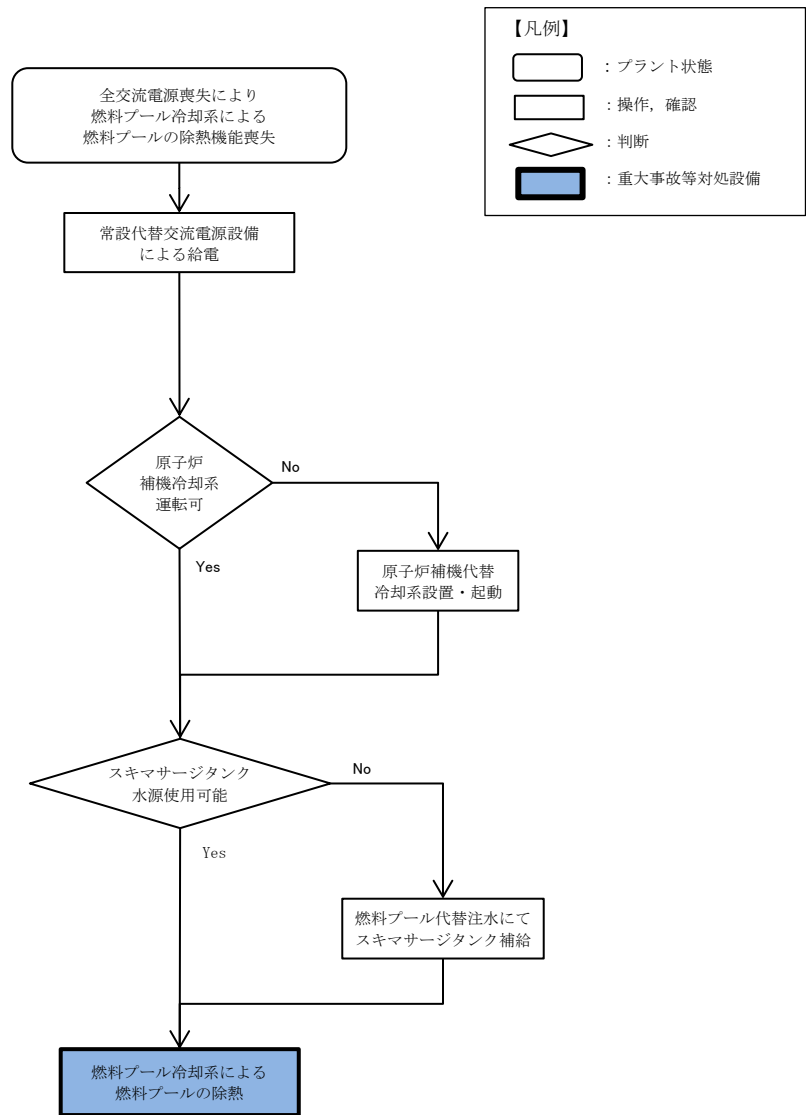 【凡例】
：プラント状態
：操作，確認
：判断
：重大事故等対処設備
全交流電源喪失により
燃料プール冷却系による
燃料プールの除熱機能喪失
常設代替交流電源設備
による給電
原子炉
補機冷却系
運転可
No
Yes
原子炉補機代替
冷却系設置・起動
スキマサージタンク
水源使用可能
No
Yes
燃料プール代替注水にて
スキマサージタンク補給
燃料プール冷却系による
燃料プールの除熱